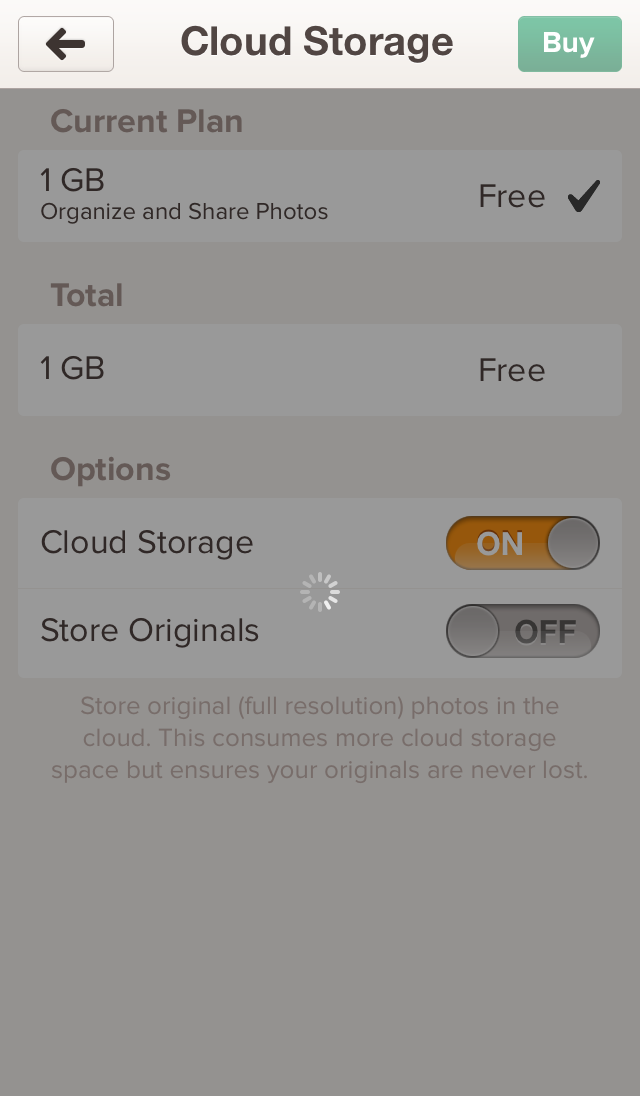 Cloud Storage
Buy
Current Plan
1 GB
Organize and Share Photos
Free
Total
1 GB
Free
Options
Cloud Storage
ON
Store Originals
OFF
Store original (full resolution) photos in the
cloud. This consumes more cloud storage
space but ensures your originals are never lost.